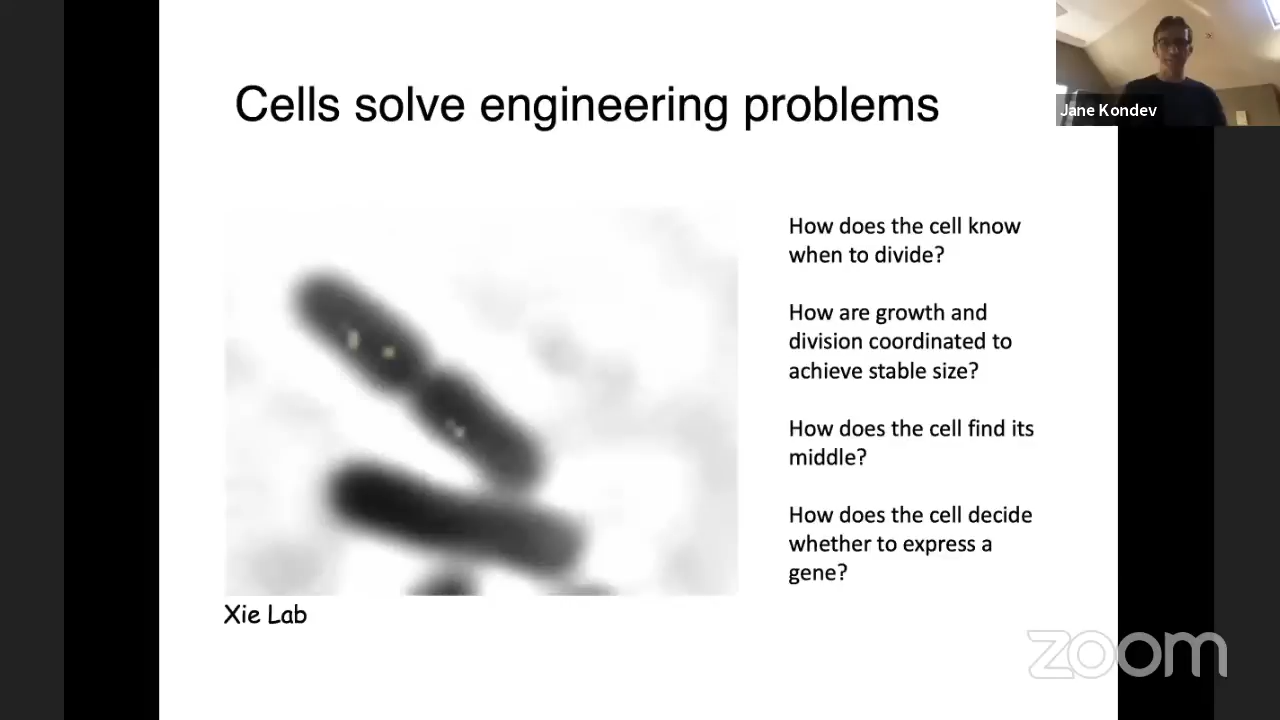 Cells solve engineering problems
Jane Kondev
How does the cell know
when to divide?
How are growth and
division coordinated to
achieve stable size?
How does the cell find its
middle?
How does the cell decide
whether to express a
gene?
Xie Lab
zoom